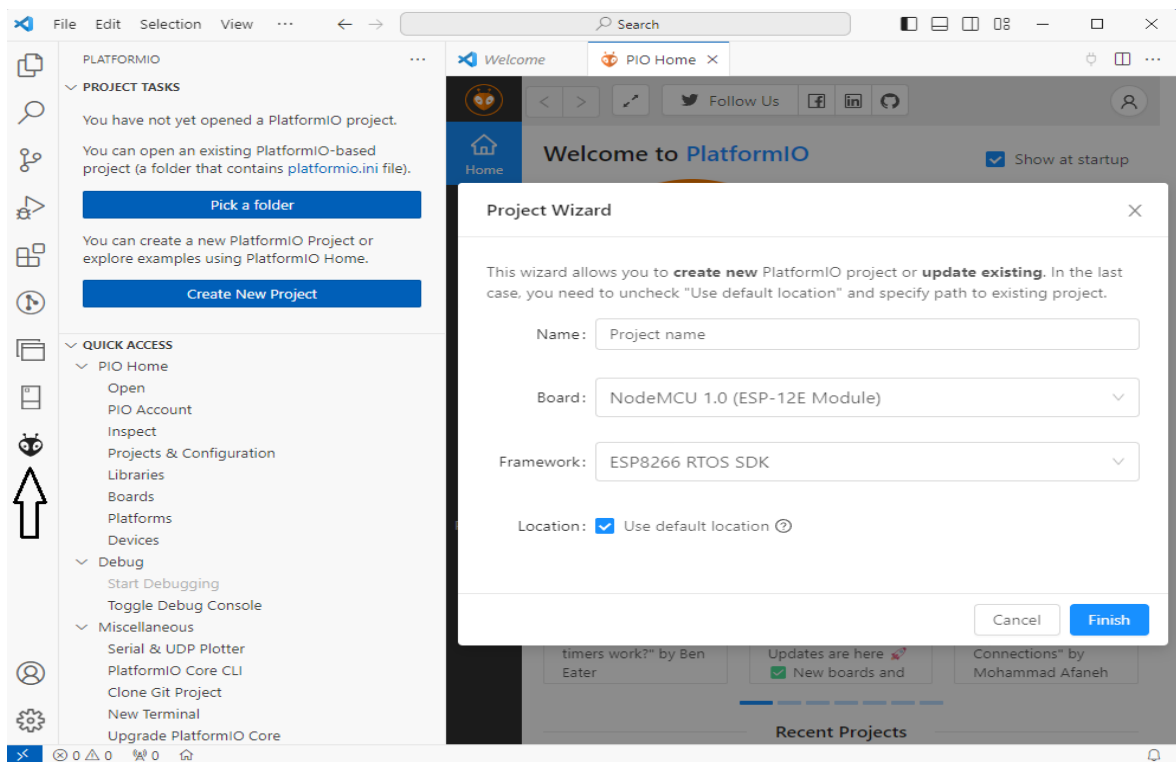 File Edit Selection View ··· Search
PLATFORMIO ···
Welcome
PIO Home
PROJECT TASKS
You have not yet opened a PlatformIO project.
You can open an existing PlatformIO-based
project (a folder that contains platformio.ini file).
Pick a folder
You can create a new PlatformIO Project or
explore examples using PlatformIO Home.
Create New Project
QUICK ACCESS
PIO Home
Open
PIO Account
Inspect
Projects & Configuration
Libraries
Boards
Platforms
Devices
Debug
Start Debugging
Toggle Debug Console
Miscellaneous
Serial & UDP Plotter
PlatformIO Core CLI
Clone Git Project
New Terminal
Upgrade PlatformIO Core
Follow Us
Home
Welcome to PlatformIO
Show at startup
Project Wizard
This wizard allows you to create new PlatformIO project or update existing. In the last
case, you need to uncheck "Use default location" and specify path to existing project.
Name: Project name
Board: NodeMCU 1.0 (ESP-12E Module)
Framework: ESP8266 RTOS SDK
Location: Use default location
Cancel
Finish
timers work?" by Ben
Eater
Updates are here 🚀
✅ New boards and
Connections" by
Mohammad Afaneh
Recent Projects
0 0 0